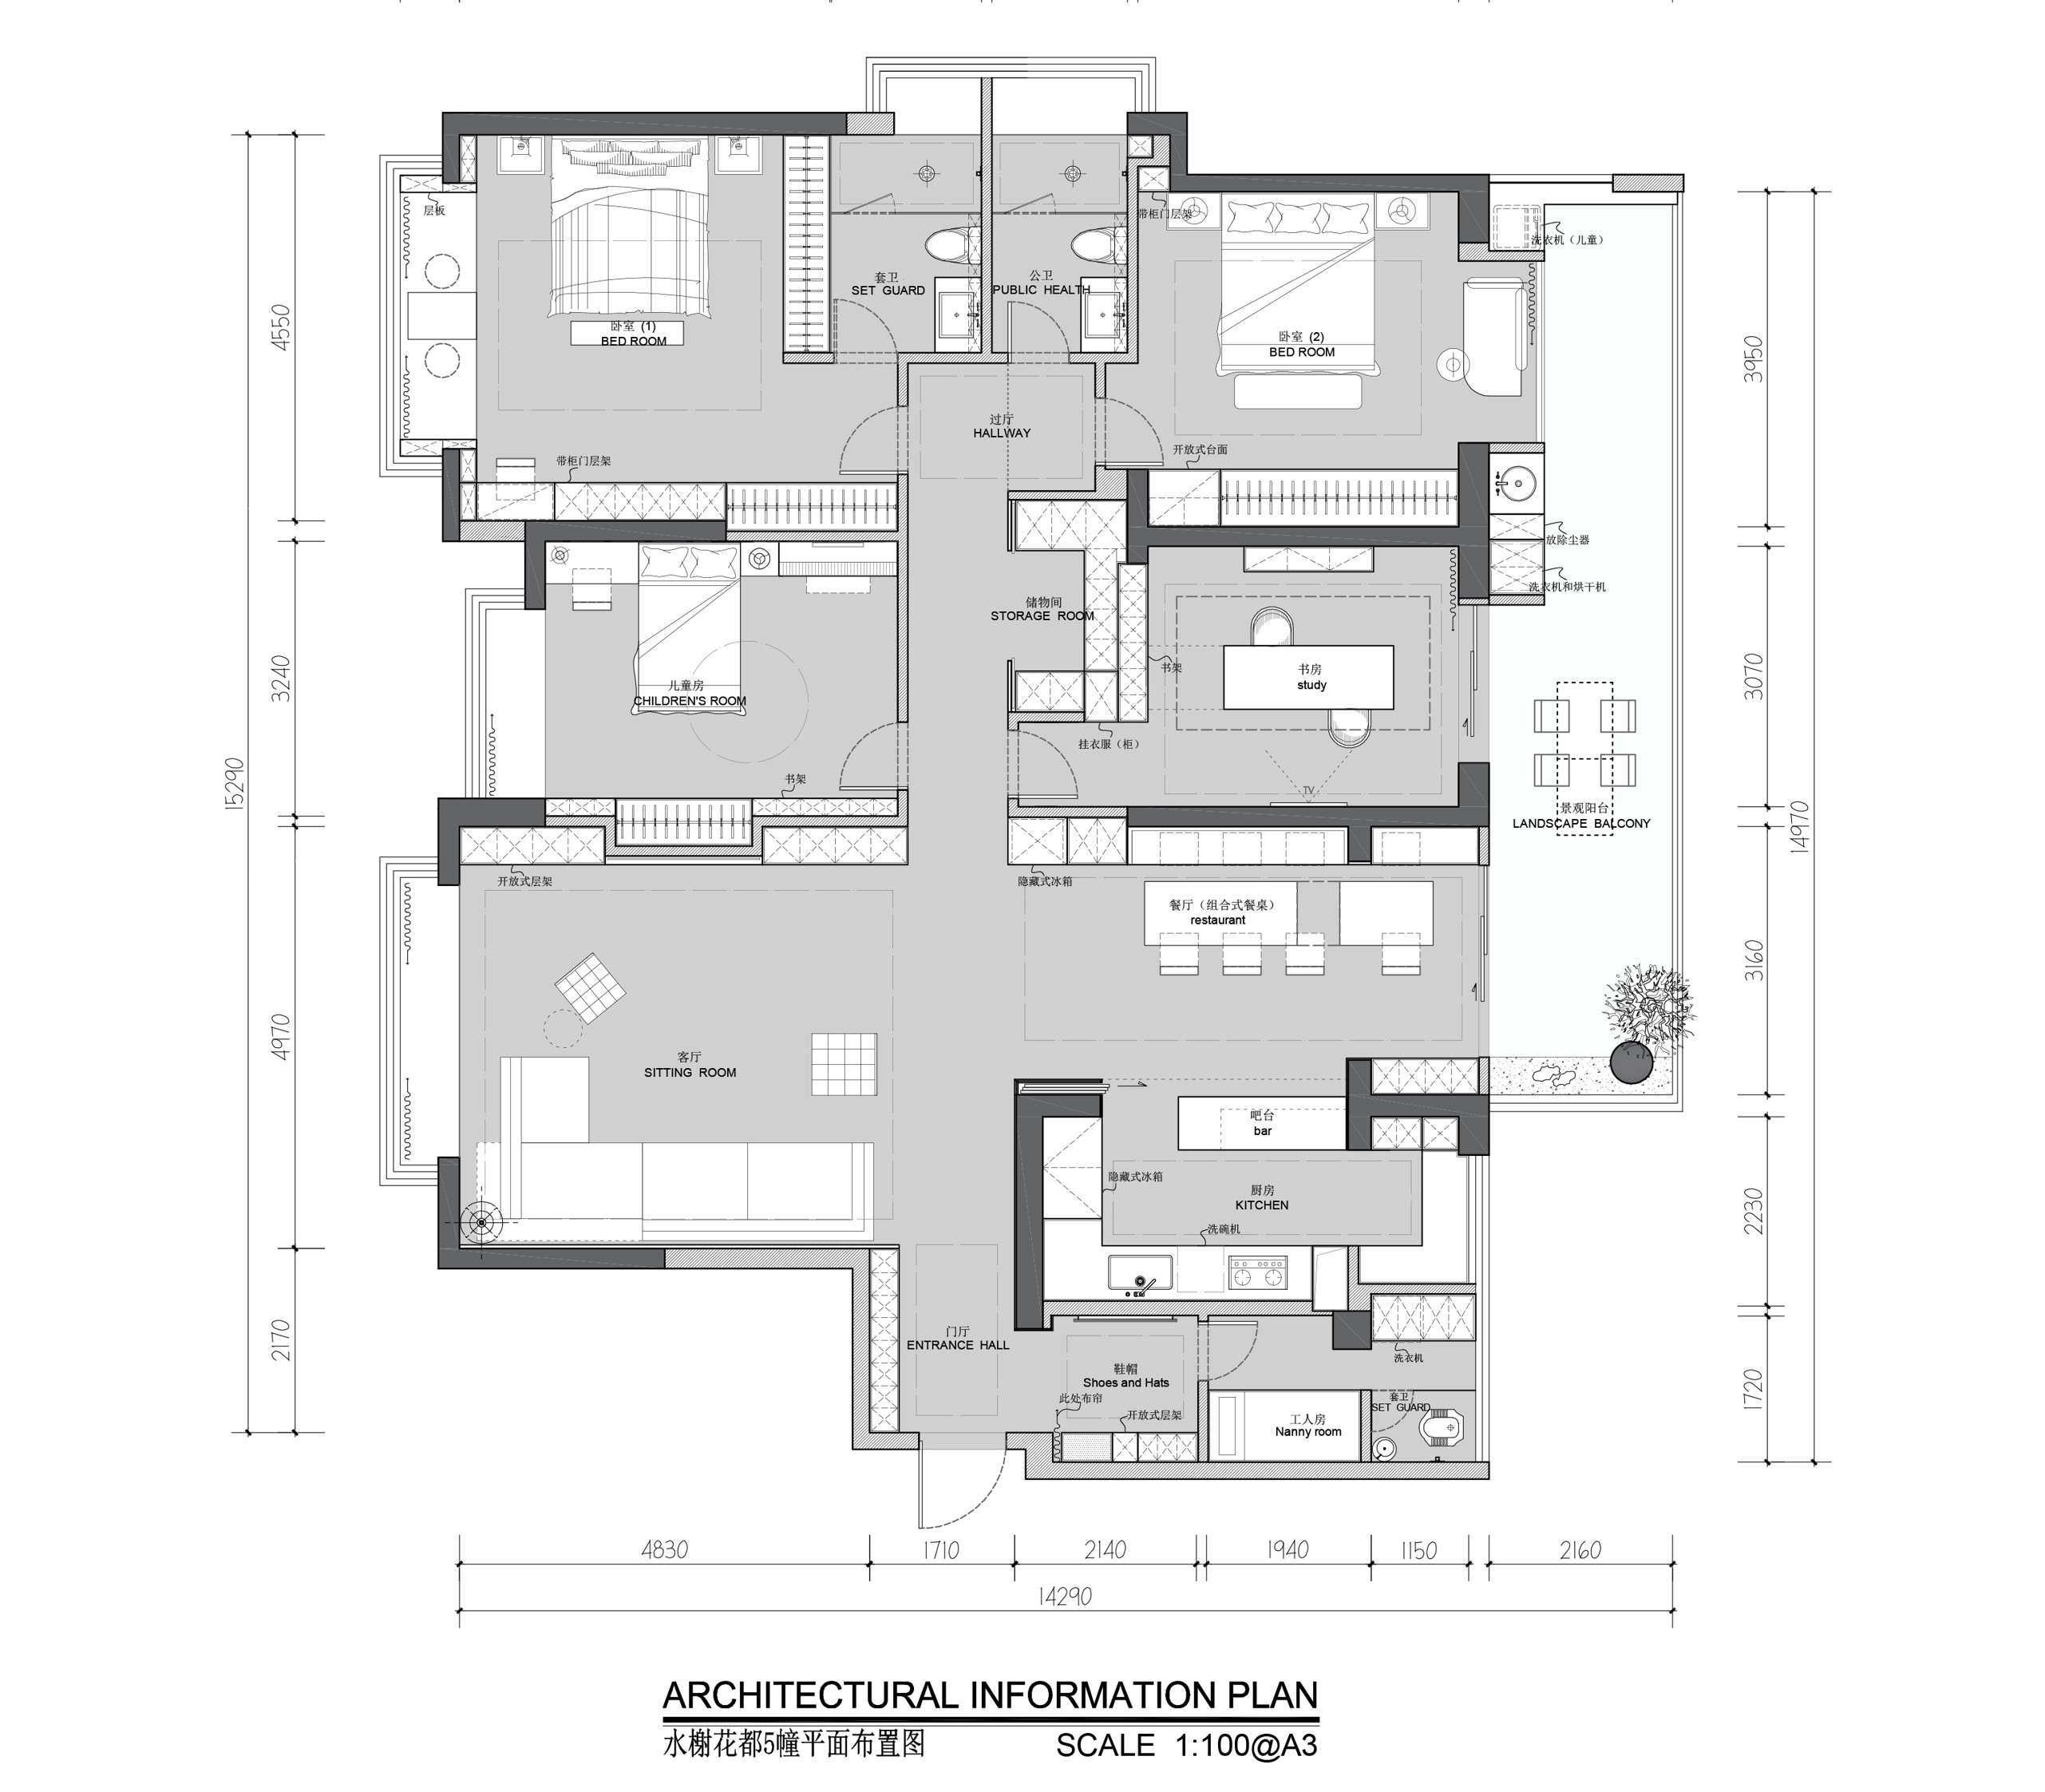 层板
带柜门层架
洗衣机（儿童）
套卫
SET GUARD
公卫
PUBLIC HEALTH
卧室 (1)
BED ROOM
卧室 (2)
BED ROOM
4550
3950
过厅
HALLWAY
开放式台面
带柜门层架
放除尘器
洗衣机和烘干机
储物间
STORAGE ROOM
3240
儿童房
CHILDREN'S ROOM
书架
书房
study
3070
挂衣服（柜）
书架
TV
15290
景观阳台
LANDSCAPE BALCONY
14970
开放式层架
隐藏式冰箱
餐厅（组合式餐桌）
restaurant
3160
4970
客厅
SITTING ROOM
吧台
bar
隐藏式冰箱
厨房
KITCHEN
洗碗机
2230
2170
门厅
ENTRANCE HALL
鞋帽
Shoes and Hats
洗衣机
此处布帘
开放式层架
套卫
SET GUARD
工人房
Nanny room
1720
4830
1710
2140
1940
1150
2160
14290
ARCHITECTURAL INFORMATION PLAN
水榭花都5幢平面布置图
SCALE 1:100@A3